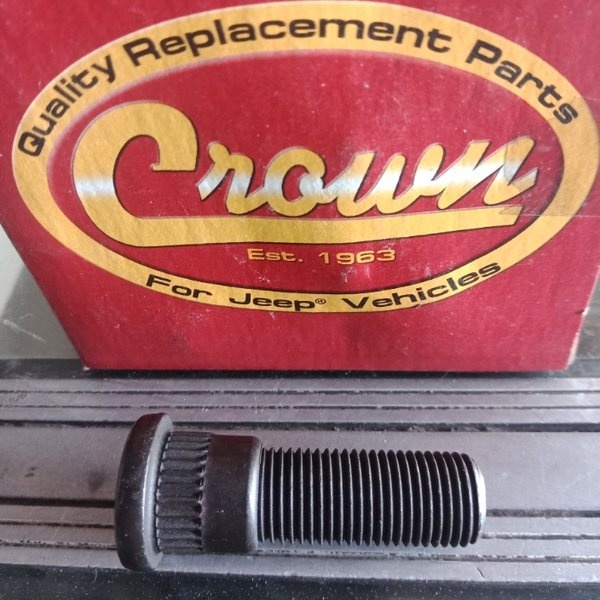 Quality Replacement Parts
Crown
Est. 1963
For Jeep® Vehicles